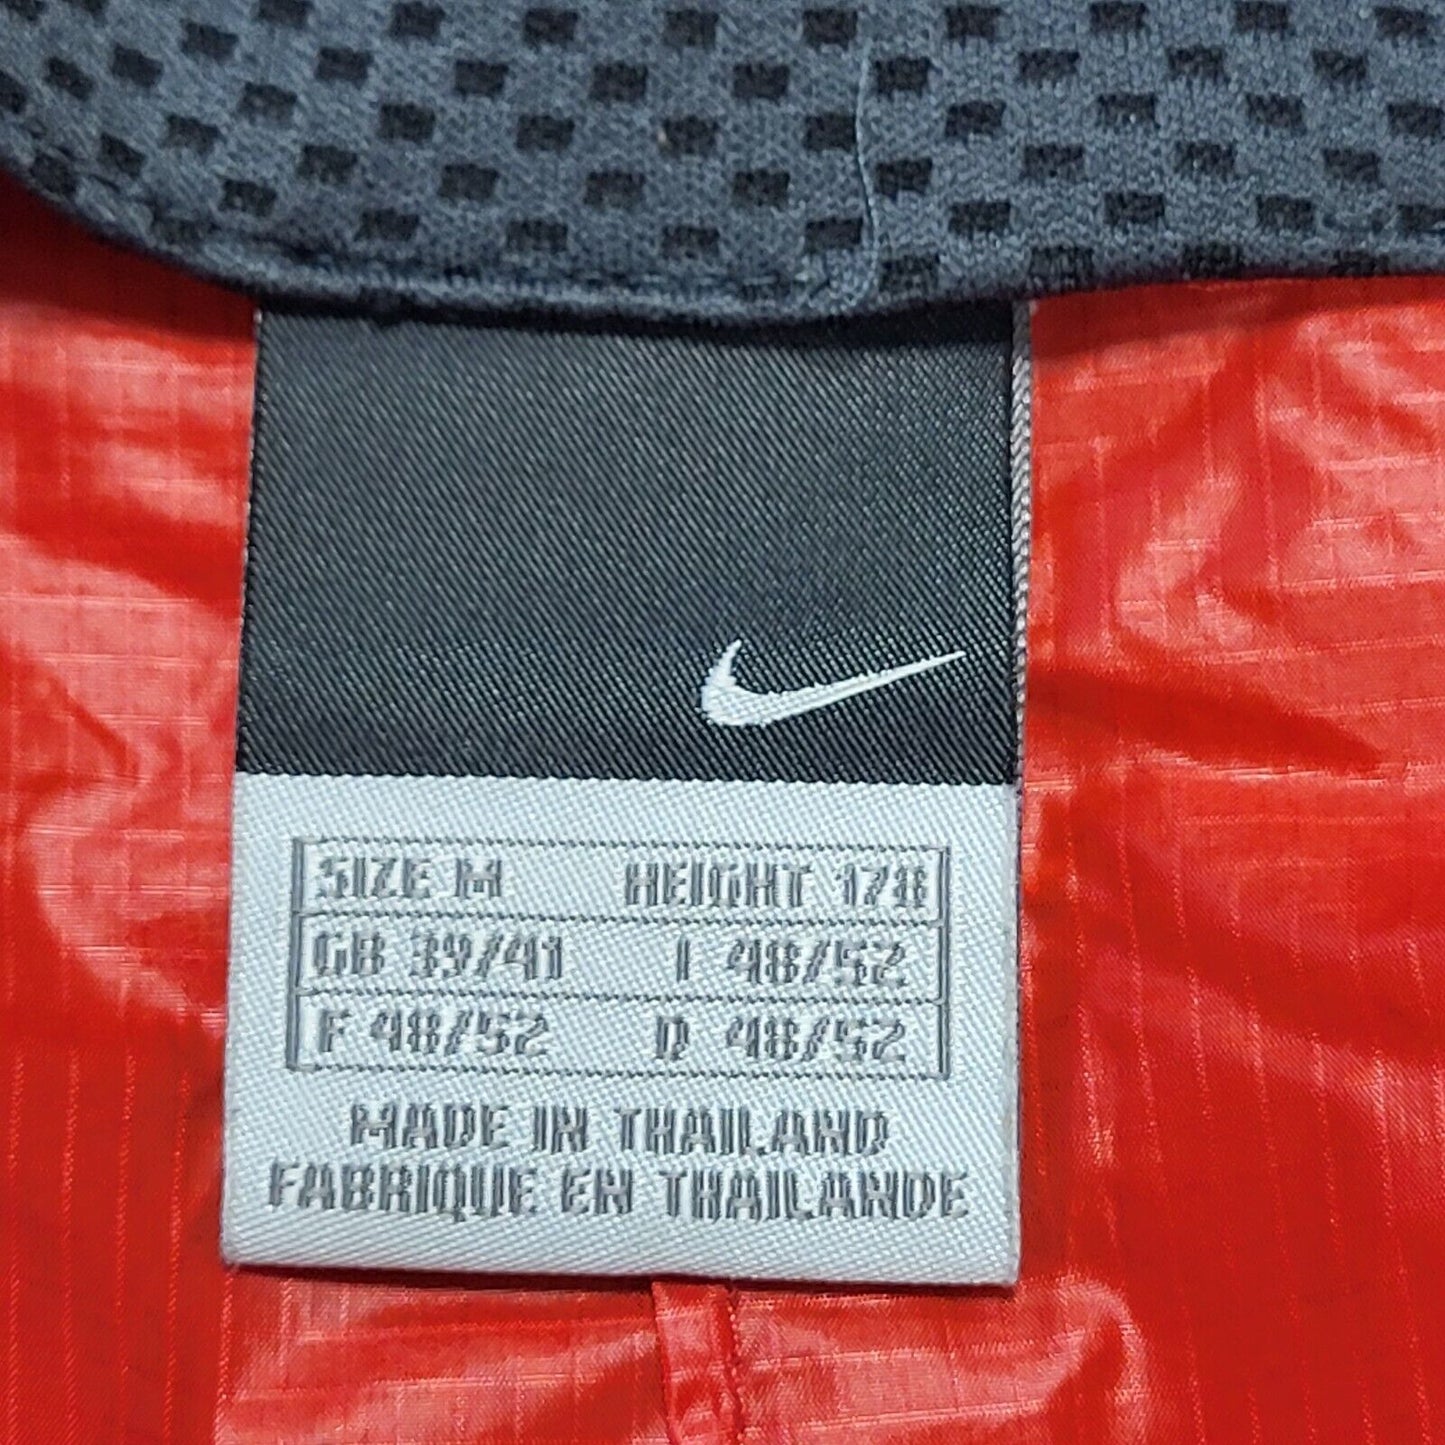 SIZE M HEIGHT 178
GB 39/41 I 48/52
F 48/52 D 48/52
MADE IN THAILAND
FABRIQUE EN THAILANDE